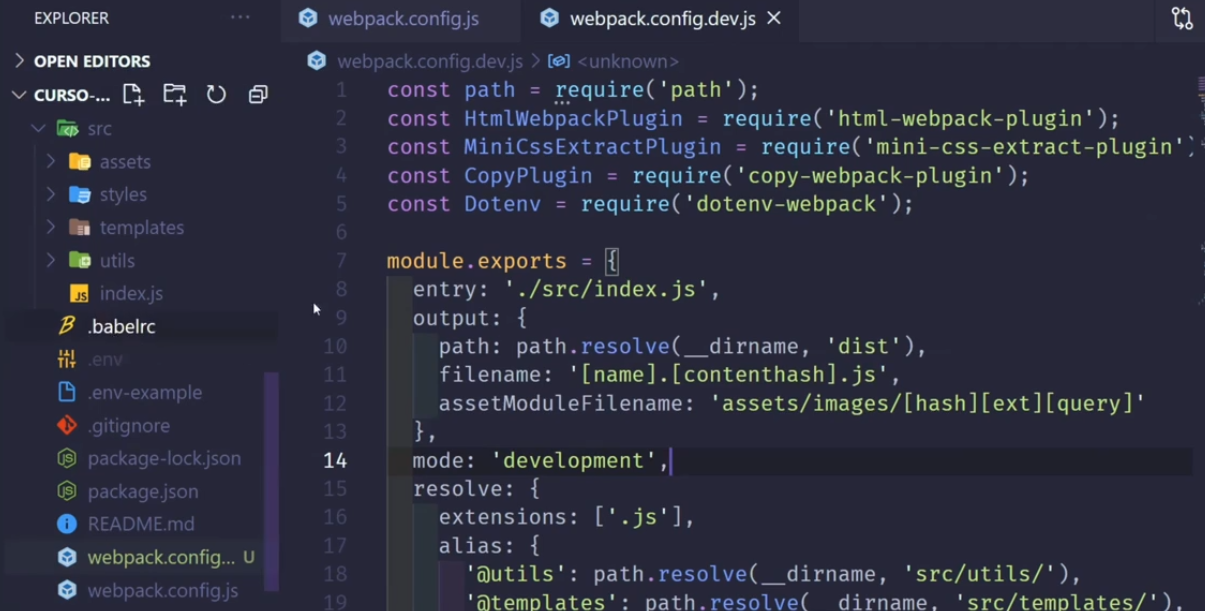 EXPLORER
webpack.config.js
webpack.config.dev.js
OPEN EDITORS
CURSO-...
src
assets
styles
templates
utils
index.js
.babelrc
.env
.env-example
.gitignore
package-lock.json
package.json
README.md
webpack.config... U
webpack.config.js
webpack.config.dev.js > <unknown>
1 const path = require('path');
2 const HtmlWebpackPlugin = require('html-webpack-plugin');
3 const MiniCssExtractPlugin = require('mini-css-extract-plugin')
4 const CopyPlugin = require('copy-webpack-plugin');
5 const Dotenv = require('dotenv-webpack');
6
7 module.exports = {
8 entry: './src/index.js',
9 output: {
10 path: path.resolve(__dirname, 'dist'),
11 filename: '[name].[contenthash].js',
12 assetModuleFilename: 'assets/images/[hash][ext][query]'
13 },
14 mode: 'development',
15 resolve: {
16 extensions: ['.js'],
17 alias: {
18 '@utils': path.resolve(__dirname, 'src/utils/'),
19 '@templates': path.resolve(__dirname, 'src/templates/'),